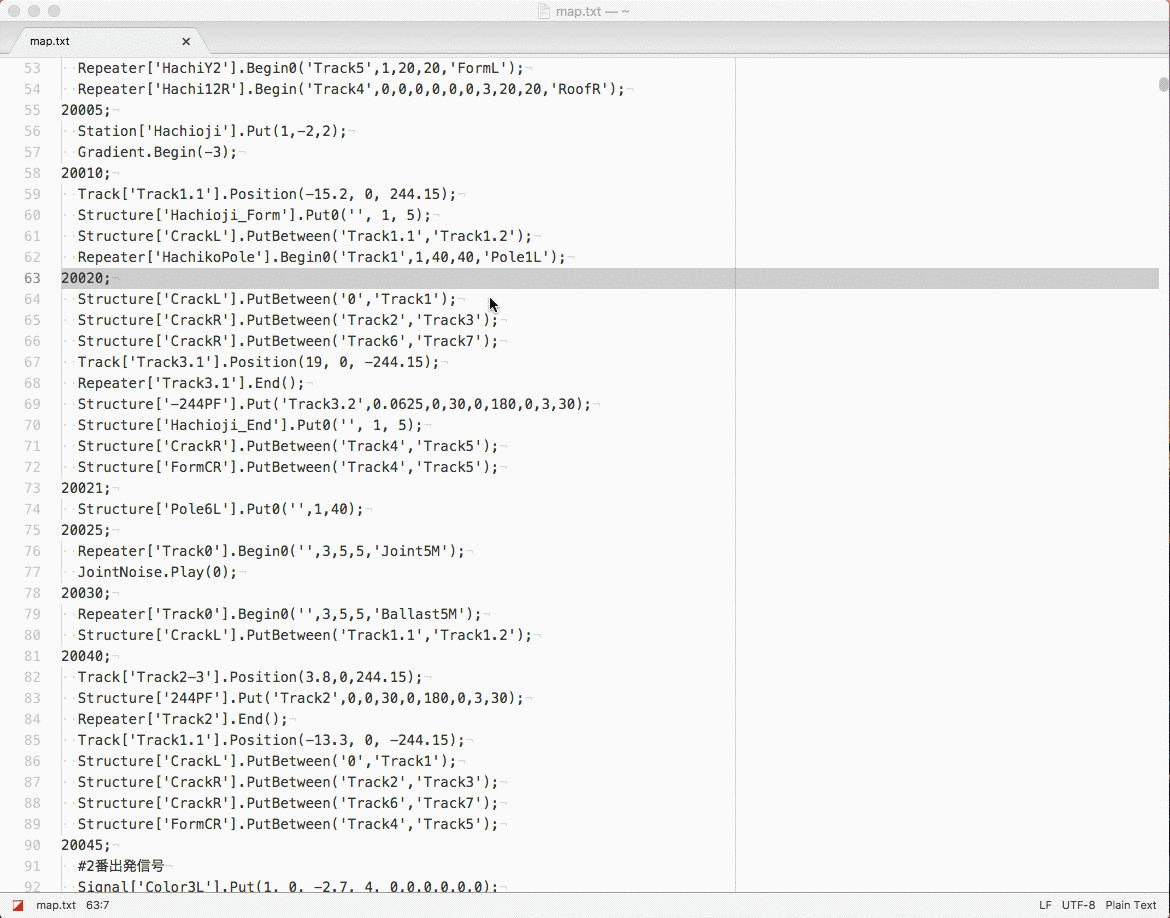 map.txt — ~
map.txt ×
53 Repeater['HachiY2'].Begin0('Track5',1,20,20,'FormL');¬
54 Repeater['Hachi12R'].Begin('Track4',0,0,0,0,0,0,3,20,20,'RoofR');¬
55 20005;¬
56 Station['Hachioji'].Put(1,-2,2);¬
57 Gradient.Begin(-3);¬
58 20010;¬
59 Track['Track1.1'].Position(-15.2, 0, 244.15);¬
60 Structure['Hachioji_Form'].Put0('', 1, 5);¬
61 Structure['CrackL'].PutBetween('Track1.1','Track1.2');¬
62 Repeater['HachikoPole'].Begin0('Track1',1,40,40,'Pole1L');¬
63 20020;¬
64 Structure['CrackL'].PutBetween('0','Track1');¬
65 Structure['CrackR'].PutBetween('Track2','Track3');¬
66 Structure['CrackR'].PutBetween('Track6','Track7');¬
67 Track['Track3.1'].Position(19, 0, -244.15);¬
68 Repeater['Track3.1'].End();¬
69 Structure['-244PF'].Put('Track3.2',0.0625,0,30,0,180,0,3,30);¬
70 Structure['Hachioji_End'].Put0('', 1, 5);¬
71 Structure['CrackR'].PutBetween('Track4','Track5');¬
72 Structure['FormCR'].PutBetween('Track4','Track5');¬
73 20021;¬
74 Structure['Pole6L'].Put0('',1,40);¬
75 20025;¬
76 Repeater['Track0'].Begin0('',3,5,5,'Joint5M');¬
77 JointNoise.Play(0);¬
78 20030;¬
79 Repeater['Track0'].Begin0('',3,5,5,'Ballast5M');¬
80 Structure['CrackL'].PutBetween('Track1.1','Track1.2');¬
81 20040;¬
82 Track['Track2-3'].Position(3.8,0,244.15);¬
83 Structure['244PF'].Put('Track2',0,0,30,0,180,0,3,30);¬
84 Repeater['Track2'].End();¬
85 Track['Track1.1'].Position(-13.3, 0, -244.15);¬
86 Structure['CrackL'].PutBetween('0','Track1');¬
87 Structure['CrackR'].PutBetween('Track2','Track3');¬
88 Structure['CrackR'].PutBetween('Track6','Track7');¬
89 Structure['FormCR'].PutBetween('Track4','Track5');¬
90 20045;¬
91 #2番出発信号¬
92 Signal['Color3L'].Put(1, 0, -2.7, 4, 0,0,0,0,0,0);¬
map.txt 63:7 LF UTF-8 Plain Text